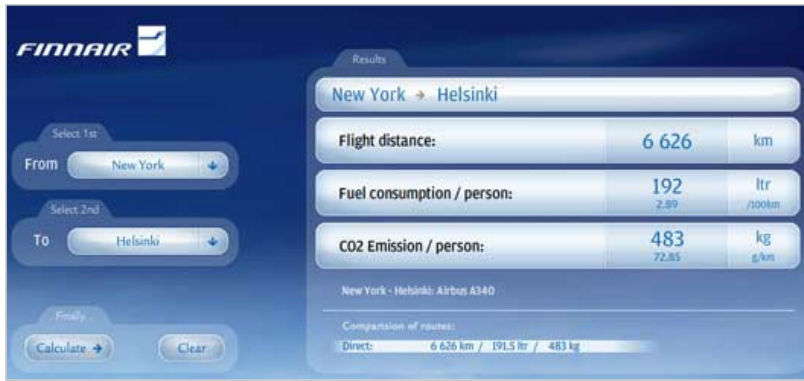 FINNAIR
Select 1st
From New York
Select 2nd
To Helsinki
Finally
Calculate → Clear
Results
New York → Helsinki
Flight distance: 6 626 km
Fuel consumption / person: 192 ltr
2.89 /100km
CO2 Emission / person: 483 kg
72.85 g/km
New York - Helsinki: Airbus A340
Comparision of routes:
Direct: 6 626 km / 191.5 ltr / 483 kg